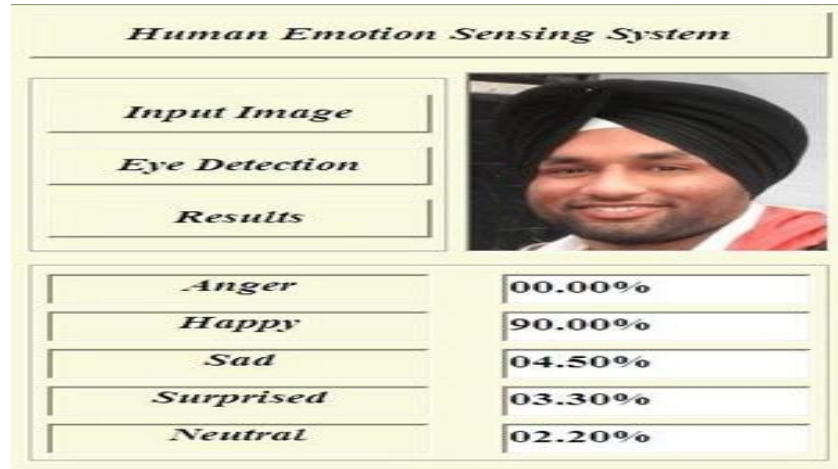 Human Emotion Sensing System
Input Image
Eye Detection
Results
Anger 00.00%
Happy 90.00%
Sad 04.50%
Surprised 03.30%
Neutral 02.20%